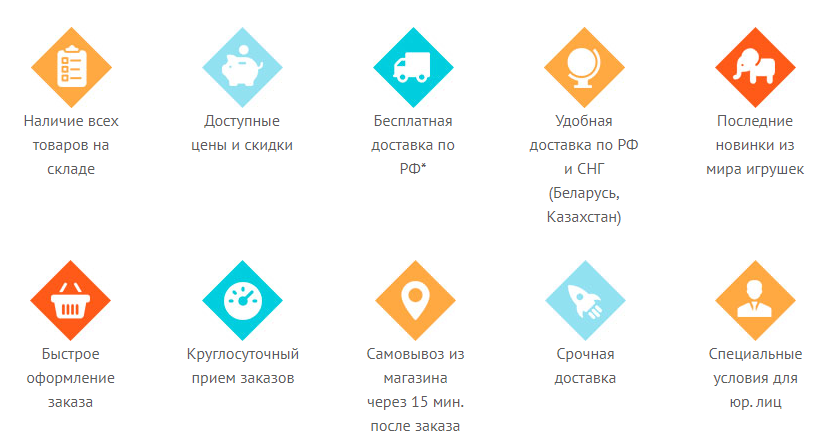 Наличие всех
товаров на
складе
Доступные
цены и скидки
Бесплатная
доставка по
РФ*
Удобная
доставка по РФ
и СНГ
(Беларусь,
Казахстан)
Последние
новинки из
мира игрушек
Быстрое
оформление
заказа
Круглосуточный
прием заказов
Самовывоз из
магазина
через 15 мин.
после заказа
Срочная
доставка
Специальные
условия для
юр. лиц